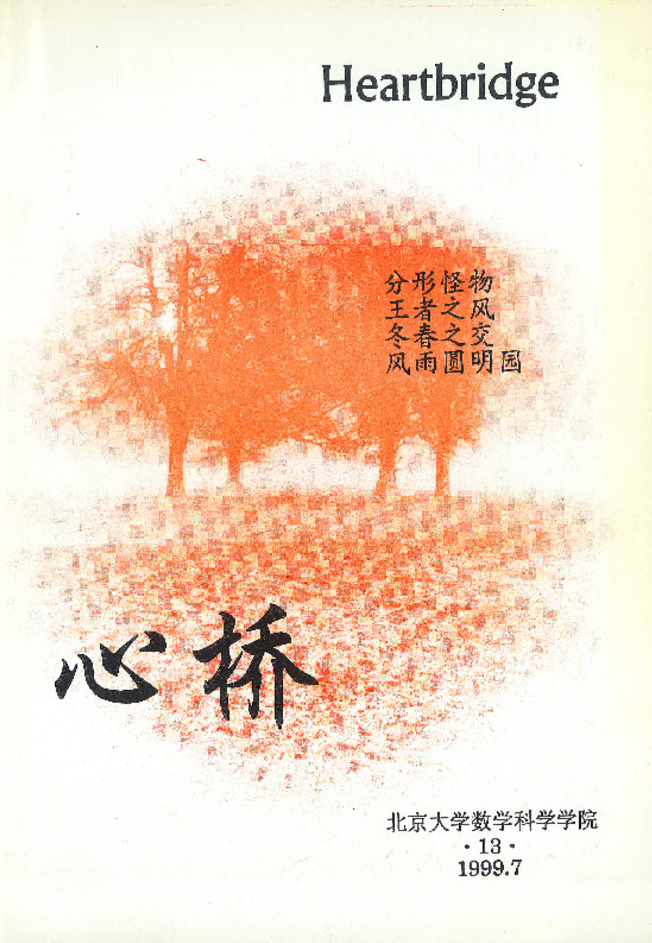 Heartbridge
分形怪物
王者之风
冬春之交
风雨圆明园
心桥
北京大学数学科学学院
·13·
1999.7